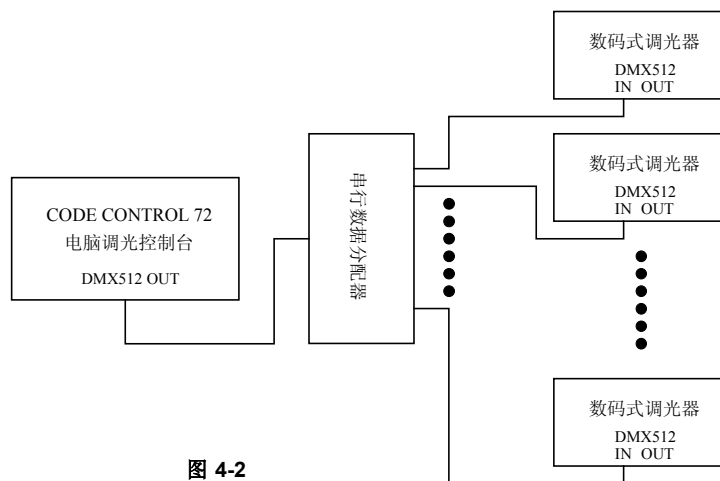 CODE CONTROL 72
电脑调光控制台
DMX512 OUT
串行数据分配器
数码式调光器
DMX512
IN OUT
数码式调光器
DMX512
IN OUT
数码式调光器
DMX512
IN OUT
图 4-2